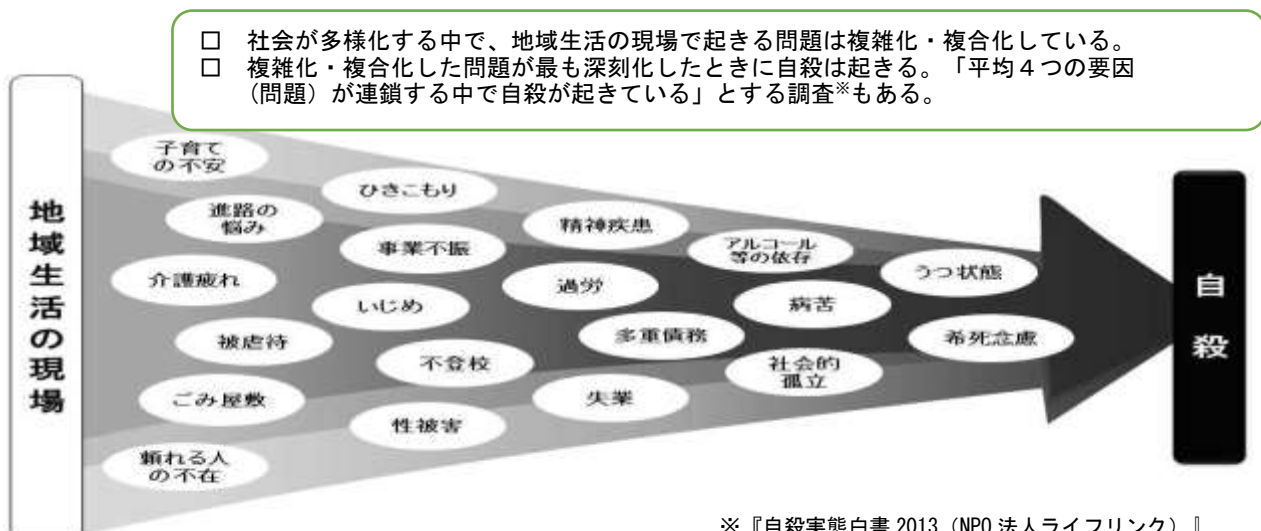 □ 社会が多様化する中で、地域生活の現場で起きる問題は複雑化・複合化している。
□ 複雑化・複合化した問題が最も深刻化したときに自殺は起きる。「平均４つの要因
（問題）が連鎖する中で自殺が起きている」とする調査※もある。
地域生活の現場
子育て
の不安
進路の
悩み
介護疲れ
被虐待
ごみ屋敷
頼れる人
の不在
ひきこもり
事業不振
いじめ
不登校
性被害
精神疾患
過労
多重債務
失業
アルコール
等の依存
病苦
社会的
孤立
うつ状態
希死念慮
自殺
※『自殺実態白書 2013（NPO 法人ライフリンク）』